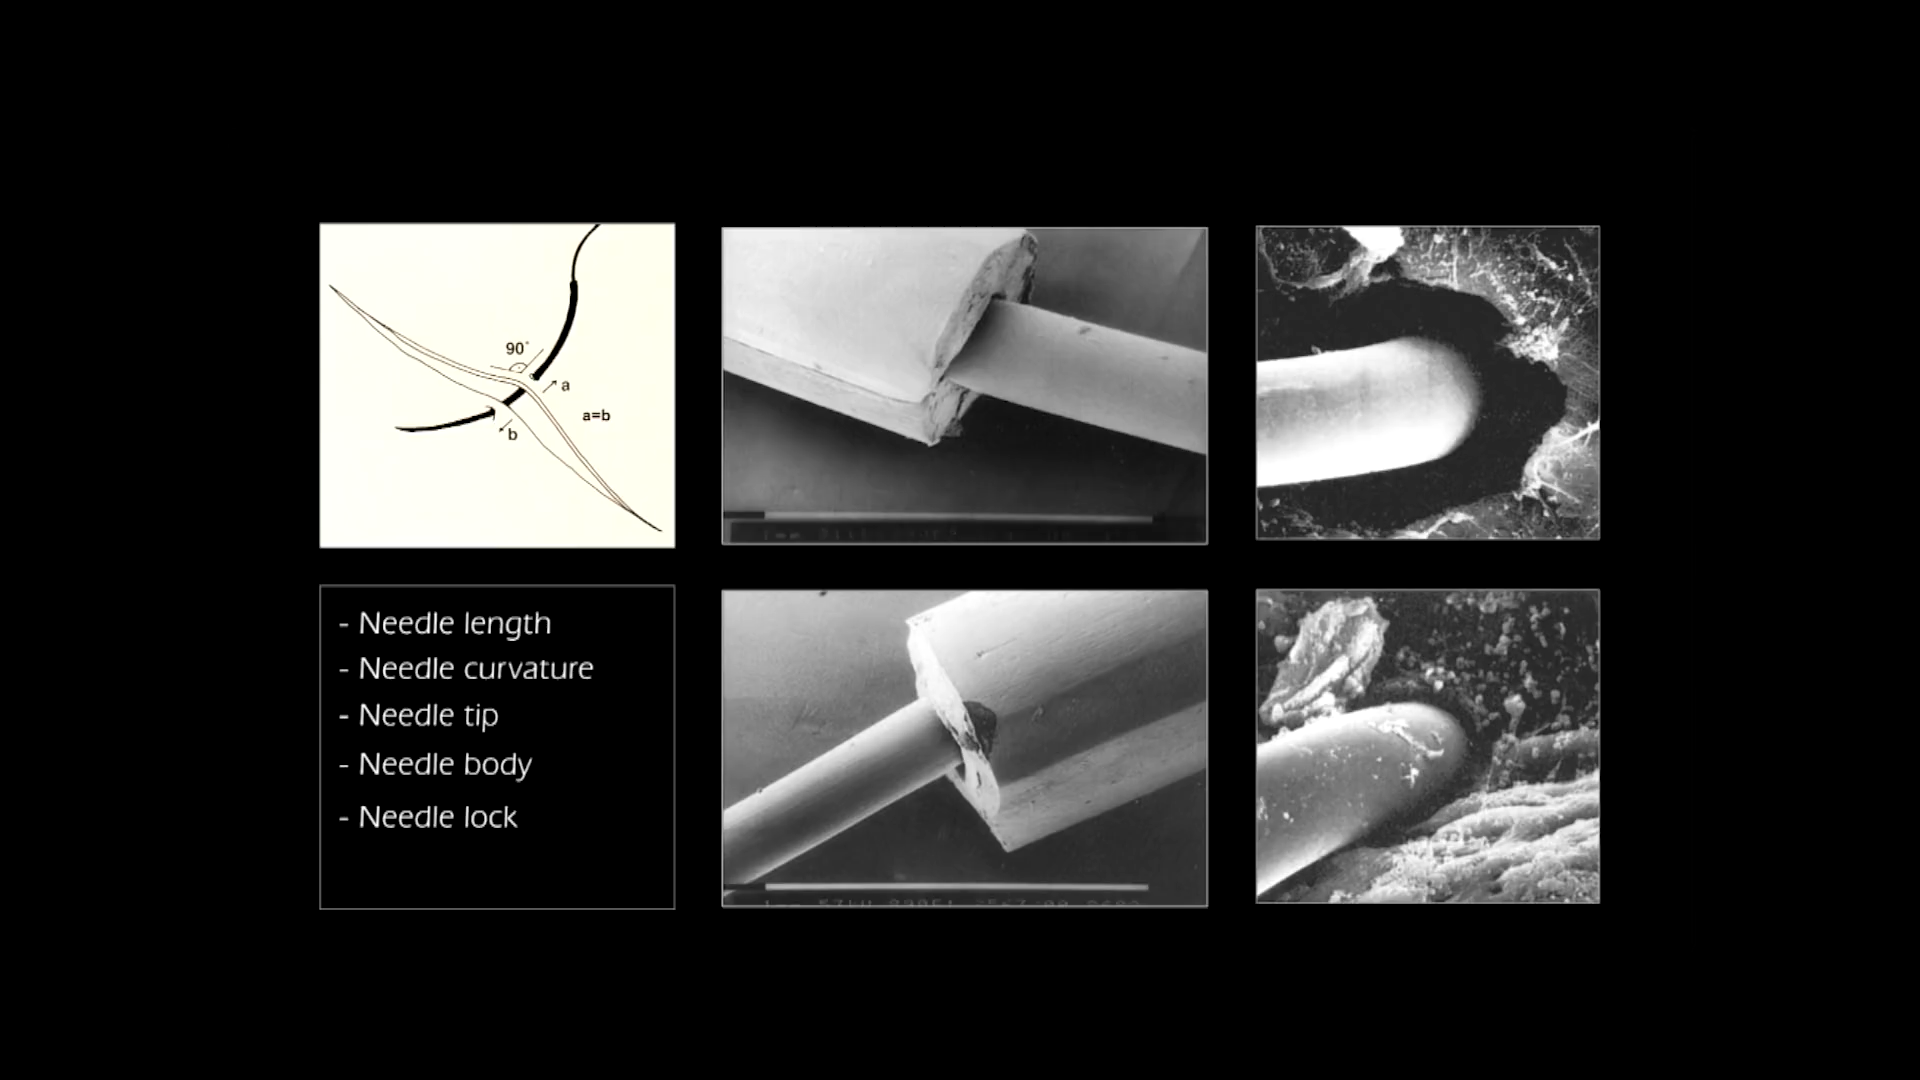 90°
a
a=b
b
- Needle length
- Needle curvature
- Needle tip
- Needle body
- Needle lock